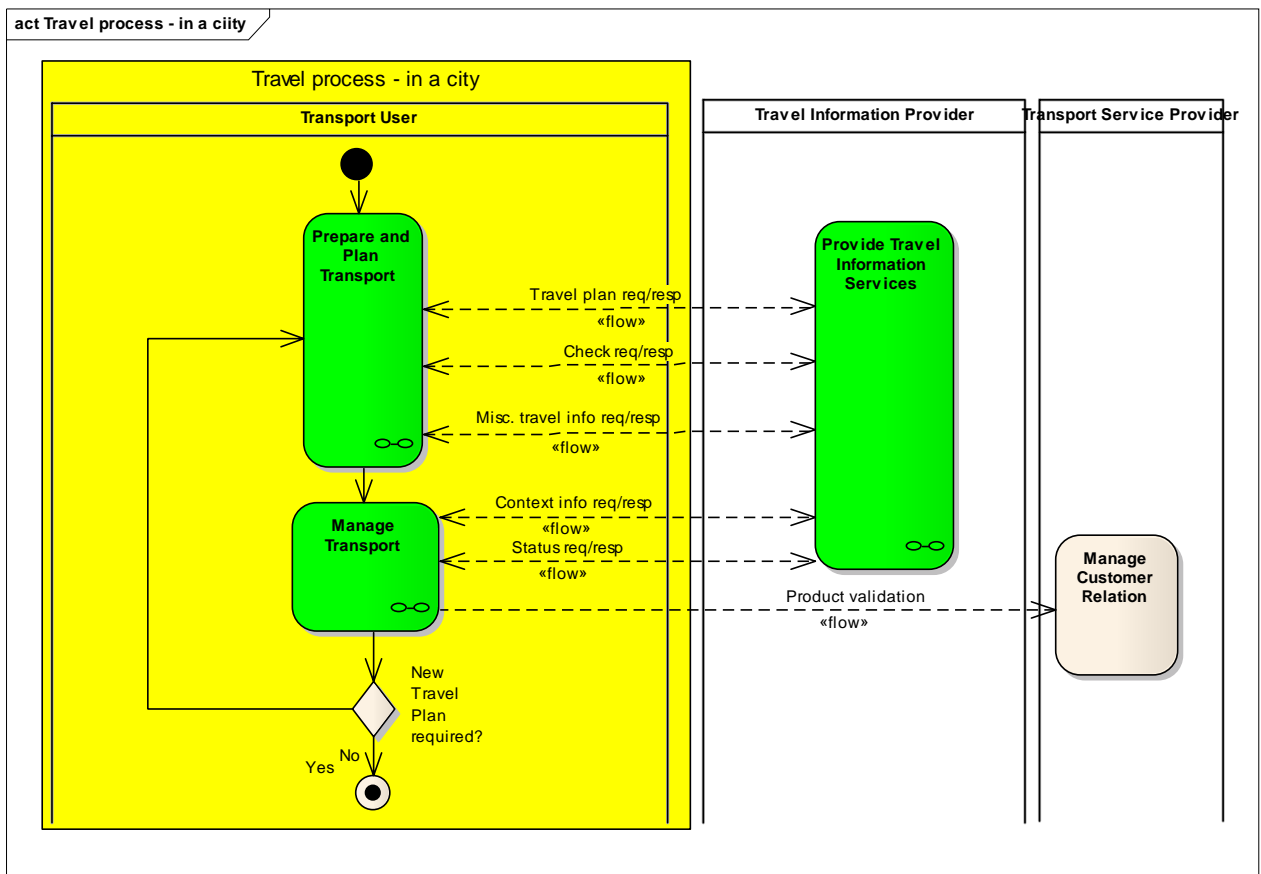 act Travel process - in a ciity
Travel process - in a city
Transport User
Travel Information Provider
Transport Service Provider
Prepare and
Plan
Transport
Provide Travel
Information
Services
Travel plan req/resp
«flow»
Check req/resp
«flow»
Misc. travel info req/resp
«flow»
Context info req/resp
«flow»
Manage
Transport
Status req/resp
«flow»
Manage
Customer
Relation
Product validation
«flow»
New
Travel
Plan
required?
No
Yes